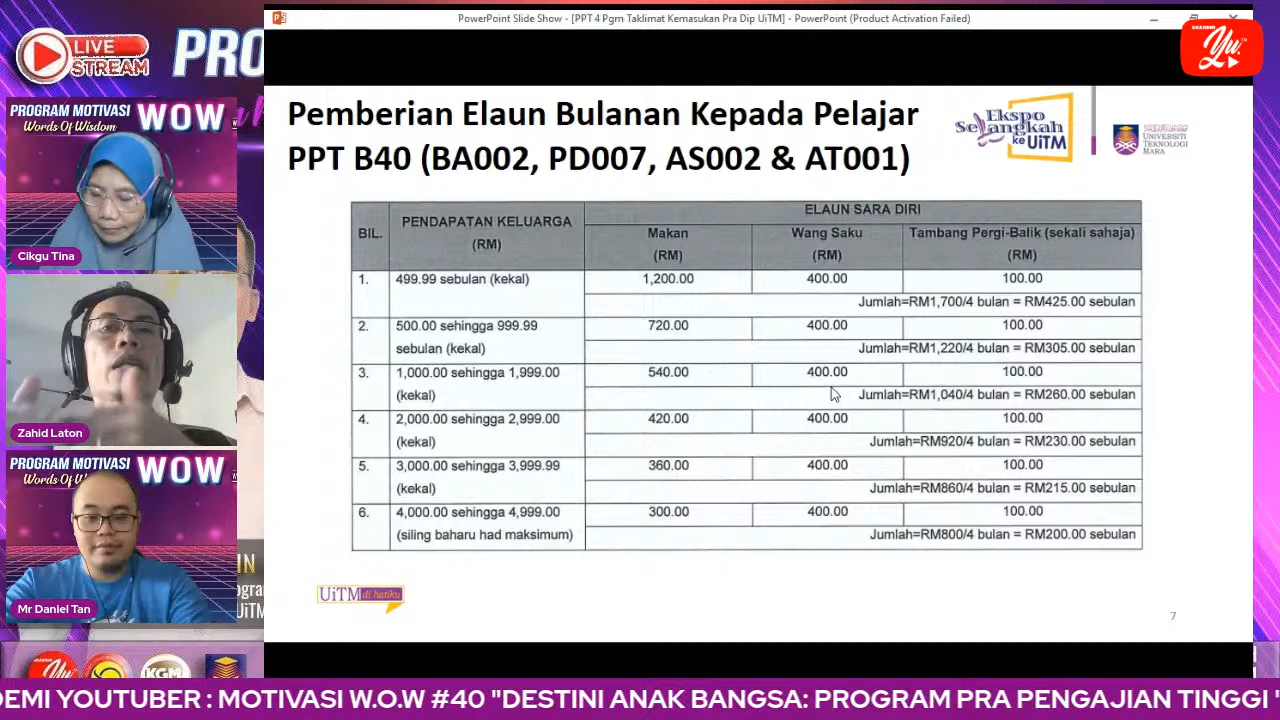 PowerPoint Slide Show - [PPT 4 Pgm Taklimat Kemasukan Pra Dip UiTM] - PowerPoint (Product Activation Failed)
LIVE
STREAM
PRO
AKADEMI
YouTuber
PROGRAM MOTIVASI WOW
Words Of Wisdom
Cikgu Tina
Zahid Laton
PROGRAM MOTIVASI WOW
Words Of
Mr Daniel Tan
Pemberian Elaun Bulanan Kepada Pelajar
PPT B40 (BA002, PD007, AS002 & AT001)
Ekspo
Selangkah
ke UiTM
UNIVERSITI
TEKNOLOGI
MARA
BIL. PENDAPATAN KELUARGA (RM) ELAUN SARA DIRI
Makan (RM) Wang Saku (RM) Tambang Pergi-Balik (sekali sahaja) (RM)
1. 499.99 sebulan (kekal) 1,200.00 400.00 100.00
Jumlah=RM1,700/4 bulan = RM425.00 sebulan
2. 500.00 sehingga 999.99 720.00 400.00 100.00
sebulan (kekal) Jumlah=RM1,220/4 bulan = RM305.00 sebulan
3. 1,000.00 sehingga 1,999.00 540.00 400.00 100.00
(kekal) Jumlah=RM1,040/4 bulan = RM260.00 sebulan
4. 2,000.00 sehingga 2,999.00 420.00 400.00 100.00
(kekal) Jumlah=RM920/4 bulan = RM230.00 sebulan
5. 3,000.00 sehingga 3,999.99 360.00 400.00 100.00
(kekal) Jumlah=RM860/4 bulan = RM215.00 sebulan
6. 4,000.00 sehingga 4,999.00 300.00 400.00 100.00
(siling baharu had maksimum) Jumlah=RM800/4 bulan = RM200.00 sebulan
UiTM di hatiku
7
IN
ogra
UiTM
KGM
DEMI YOUTUBER : MOTIVASI W.O.W #40 "DESTINI ANAK BANGSA: PROGRAM PRA PENGAJIAN TINGGI